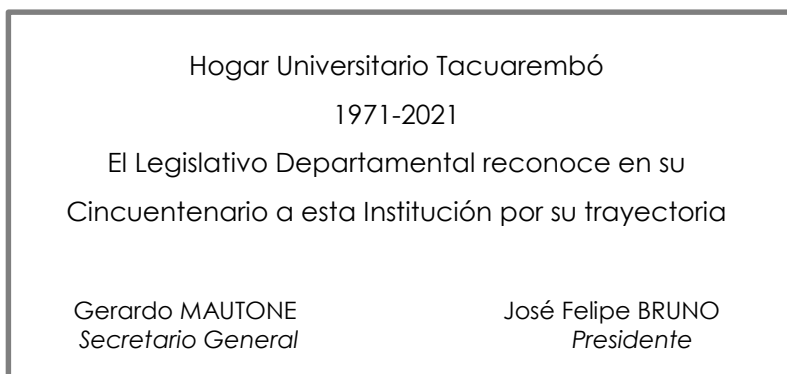 Hogar Universitario Tacuarembó
1971-2021
El Legislativo Departamental reconoce en su
Cincuentenario a esta Institución por su trayectoria
Gerardo MAUTONE José Felipe BRUNO
Secretario General Presidente